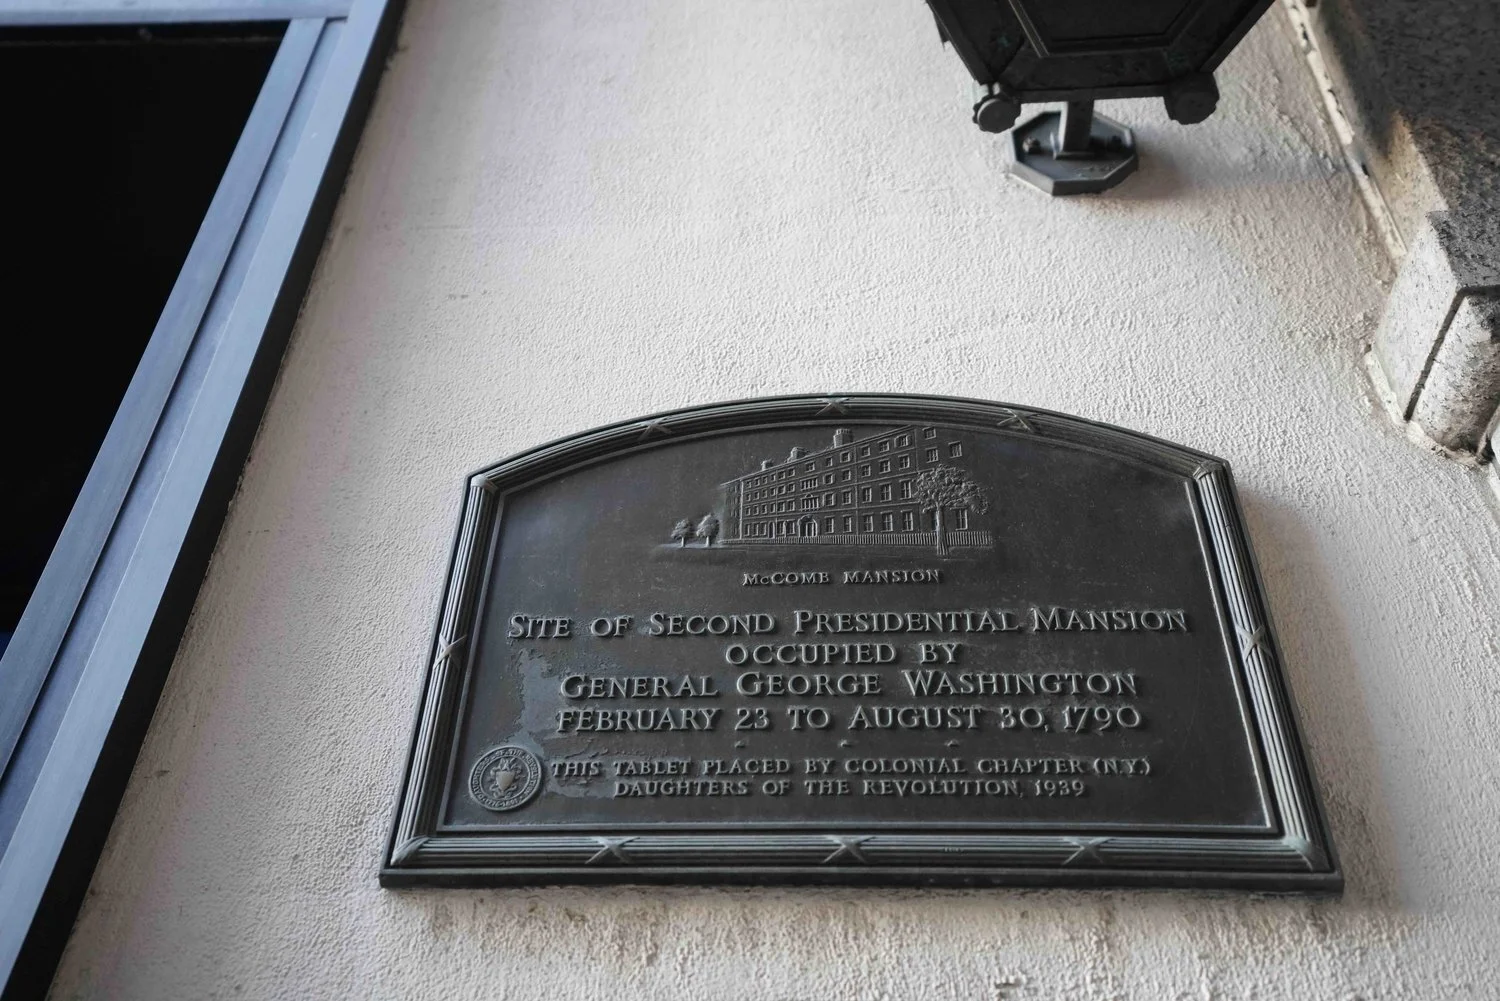 McCOMB MANSION
SITE OF SECOND PRESIDENTIAL MANSION
OCCUPIED BY
GENERAL GEORGE WASHINGTON
FEBRUARY 23 TO AUGUST 30, 1790
THIS TABLET PLACED BY COLONIAL CHAPTER (N.Y.)
DAUGHTERS OF THE REVOLUTION, 1939